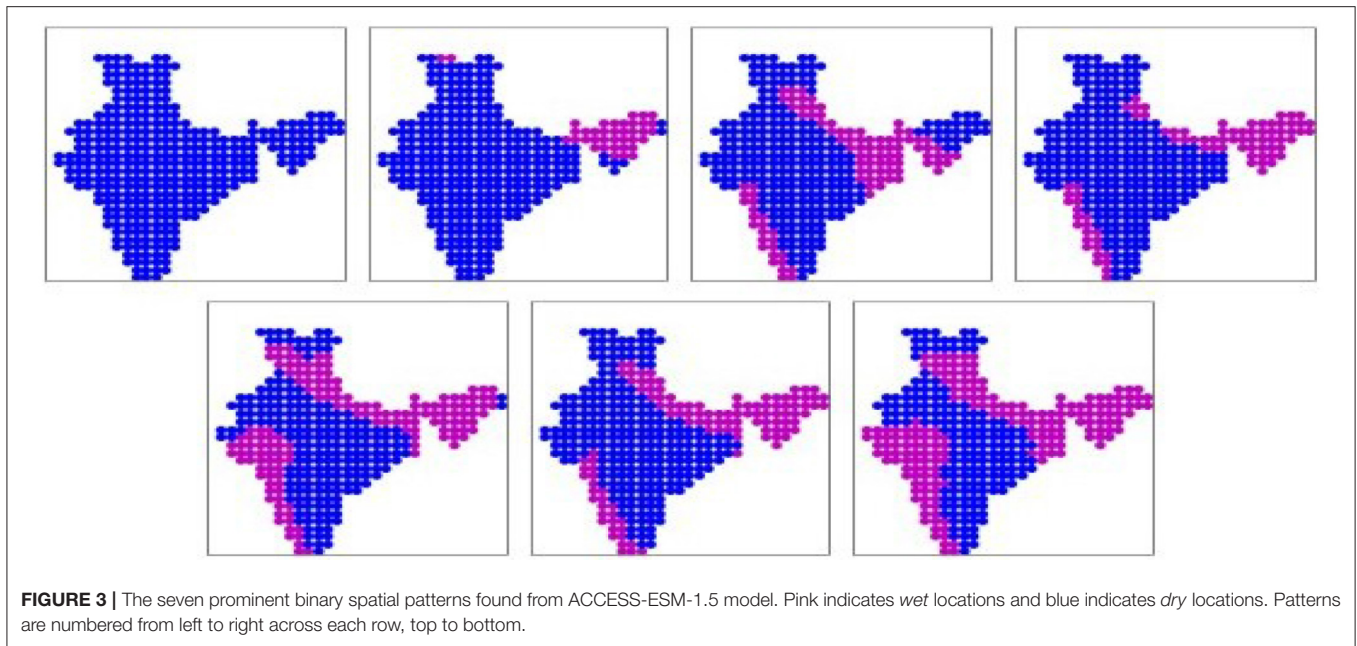 FIGURE 3 | The seven prominent binary spatial patterns found from ACCESS-ESM-1.5 model. Pink indicates wet locations and blue indicates dry locations. Patterns
are numbered from left to right across each row, top to bottom.